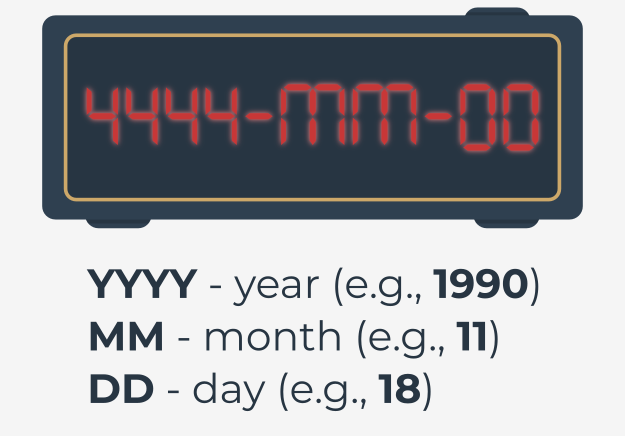 YYYY-MM-DD
YYYY - year (e.g., 1990)
MM - month (e.g., 11)
DD - day (e.g., 18)